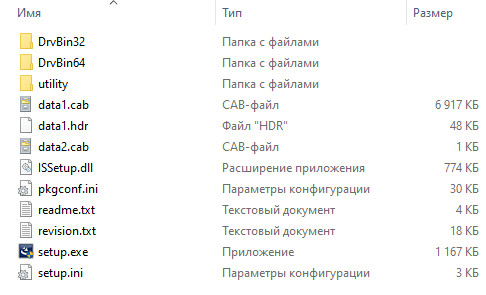 Имя Тип Размер
DrvBin32 Папка с файлами
DrvBin64 Папка с файлами
utility Папка с файлами
data1.cab CAB-файл 6 917 КБ
data1.hdr Файл "HDR" 48 КБ
data2.cab CAB-файл 1 КБ
ISSetup.dll Расширение приложения 774 КБ
pkgconf.ini Параметры конфигурации 30 КБ
readme.txt Текстовый документ 4 КБ
revision.txt Текстовый документ 18 КБ
setup.exe Приложение 1 167 КБ
setup.ini Параметры конфигурации 3 КБ